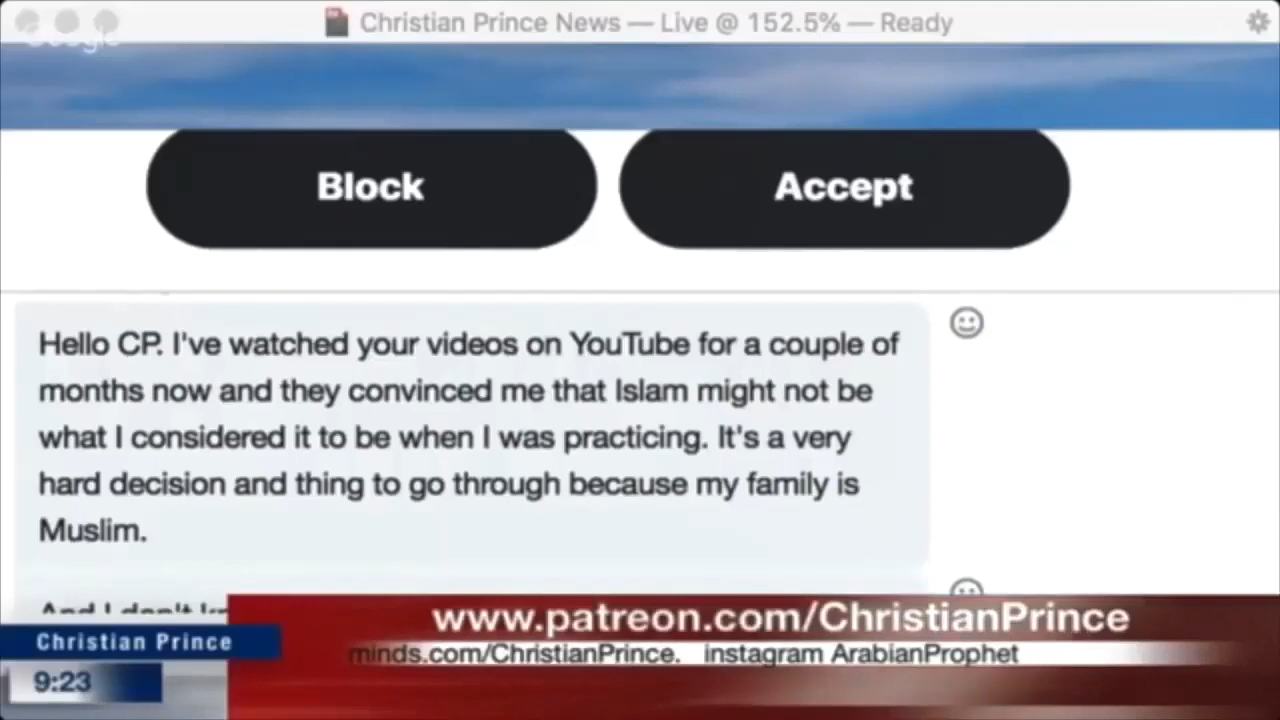 Christian Prince News — Live @ 152.5% — Ready
Google
Block
Accept
Hello CP. I've watched your videos on YouTube for a couple of
months now and they convinced me that Islam might not be
what I considered it to be when I was practicing. It's a very
hard decision and thing to go through because my family is
Muslim.
And I don't
www.patreon.com/ChristianPrince
Christian Prince
minds.com/ChristianPrince. instagram ArabianProphet
9:23